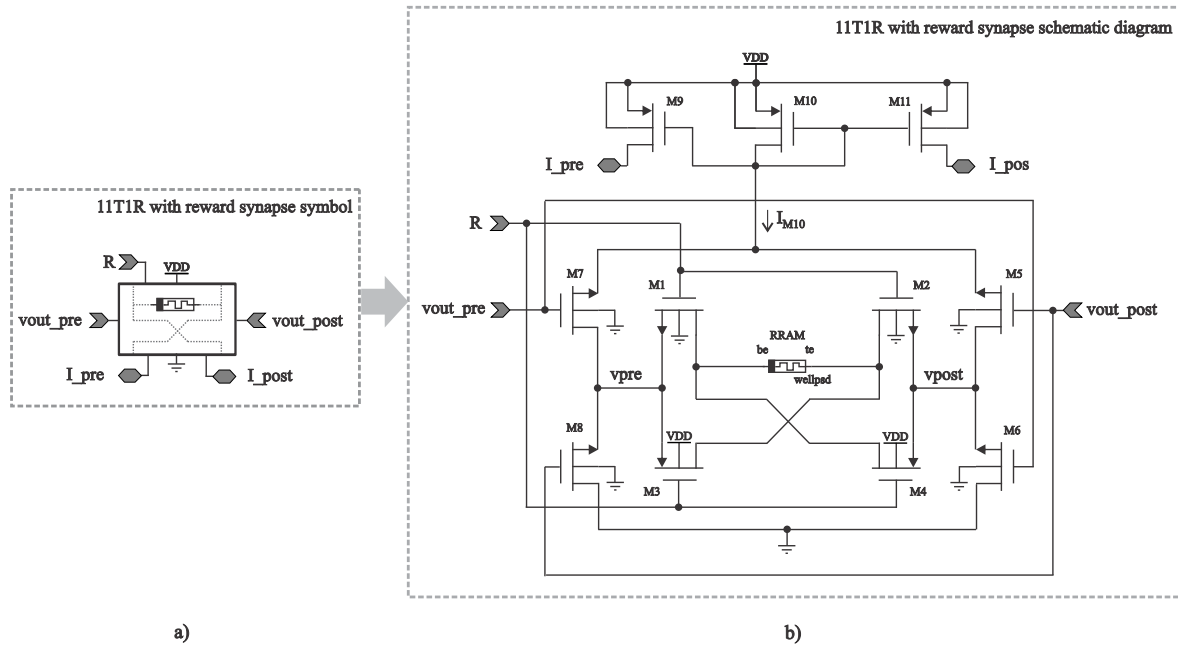 11T1R with reward synapse schematic diagram
VDD
M9
M10
M11
I_pre
I_pos
11T1R with reward synapse symbol
R
I_M10
R
VDD
M7
M1
M2
M5
vout_pre
vout_post
vout_pre
vout_post
RRAM
be
te
wellpsd
I_pre
I_post
vpre
vpost
M8
VDD
VDD
M6
M3
M4
a)
b)